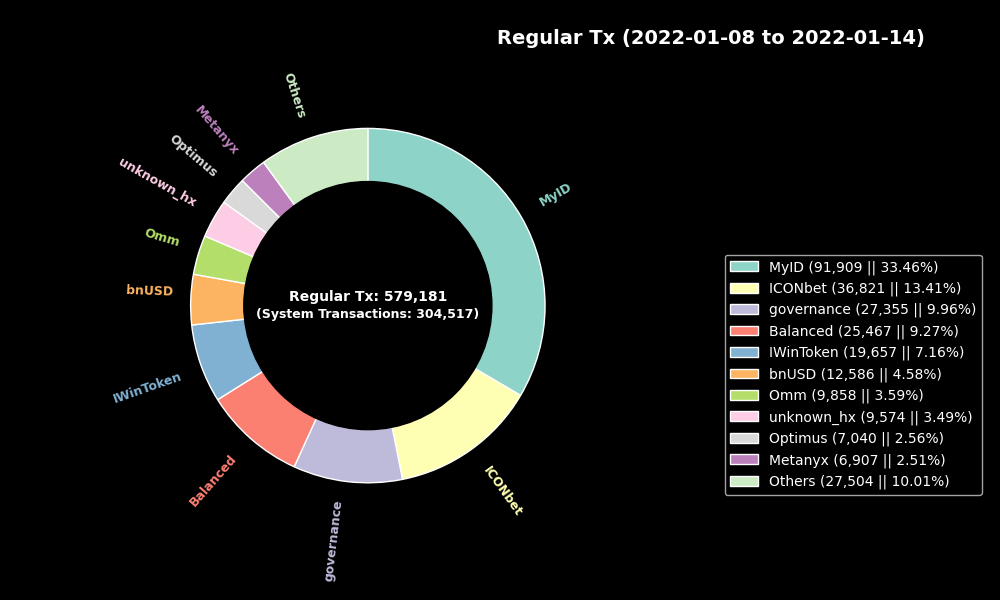 Regular Tx (2022-01-08 to 2022-01-14)
Others
Metanyx
Optimus
unknown_hx
Omm
bnUSD
IWinToken
Balanced
governance
ICONbet
MyID
Regular Tx: 579,181
(System Transactions: 304,517)
MyID (91,909 || 33.46%)
ICONbet (36,821 || 13.41%)
governance (27,355 || 9.96%)
Balanced (25,467 || 9.27%)
IWinToken (19,657 || 7.16%)
bnUSD (12,586 || 4.58%)
Omm (9,858 || 3.59%)
unknown_hx (9,574 || 3.49%)
Optimus (7,040 || 2.56%)
Metanyx (6,907 || 2.51%)
Others (27,504 || 10.01%)